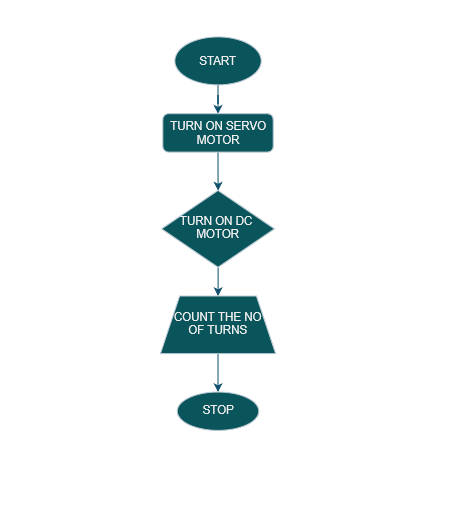 START
TURN ON SERVO
MOTOR
TURN ON DC
MOTOR
COUNT THE NO
OF TURNS
STOP